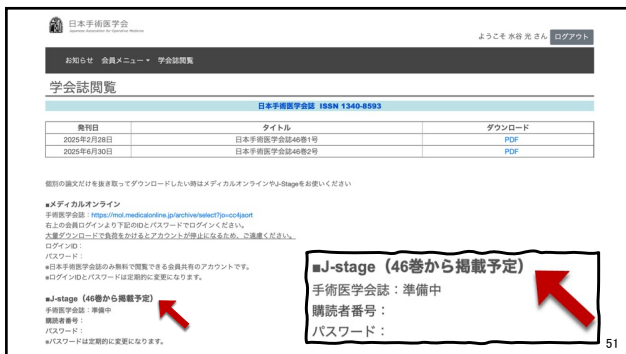 日本手術医学会
Japanese Association for Operative Medicine
ようこそ 水谷 光 さん ログアウト
お知らせ 会員メニュー 学会誌閲覧
学会誌閲覧
日本手術医学会誌 ISSN 1340-8593
発刊日 タイトル ダウンロード
2025年2月28日 日本手術医学会誌46巻1号 PDF
2025年6月30日 日本手術医学会誌46巻2号 PDF
個別の論文だけを抜き取ってダウンロードしたい時はメディカルオンラインやJ-Stageをお使いください
■メディカルオンライン
手術医学会誌：https://mol.medicalonline.jp/archive/select?jo=cc4jaort
右上の会員ログインより下記のIDとパスワードでログインください。
大量ダウンロードで負荷をかけるとアカウントが停止になるため、ご遠慮ください。
ログインID：
パスワード：
※日本手術医学会誌のみ無料で閲覧できる会員共有のアカウントです。
※ログインIDとパスワードは定期的に変更になります。
■J-stage（46巻から掲載予定）
手術医学会誌：準備中
購読者番号：
パスワード：
※パスワードは定期的に変更になります。
■J-stage（46巻から掲載予定）
手術医学会誌：準備中
購読者番号：
パスワード：
51